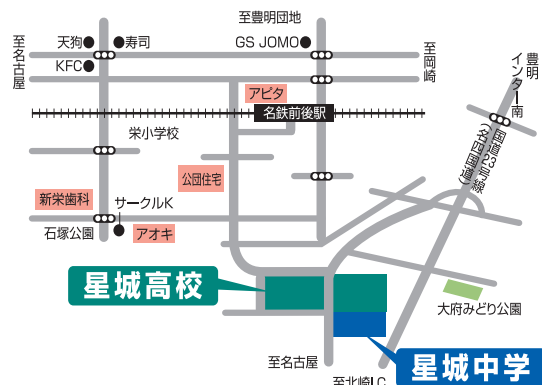 至豊明団地
天狗
寿司
GS JOMO
KFC
至名古屋
至岡崎
豊明インター南
アピタ
名鉄前後駅
栄小学校
国道23号線
(名四国道)
公団住宅
新栄歯科
サークルK
石塚公園
アオキ
星城高校
大府みどり公園
至名古屋
星城中学
至北崎I.C